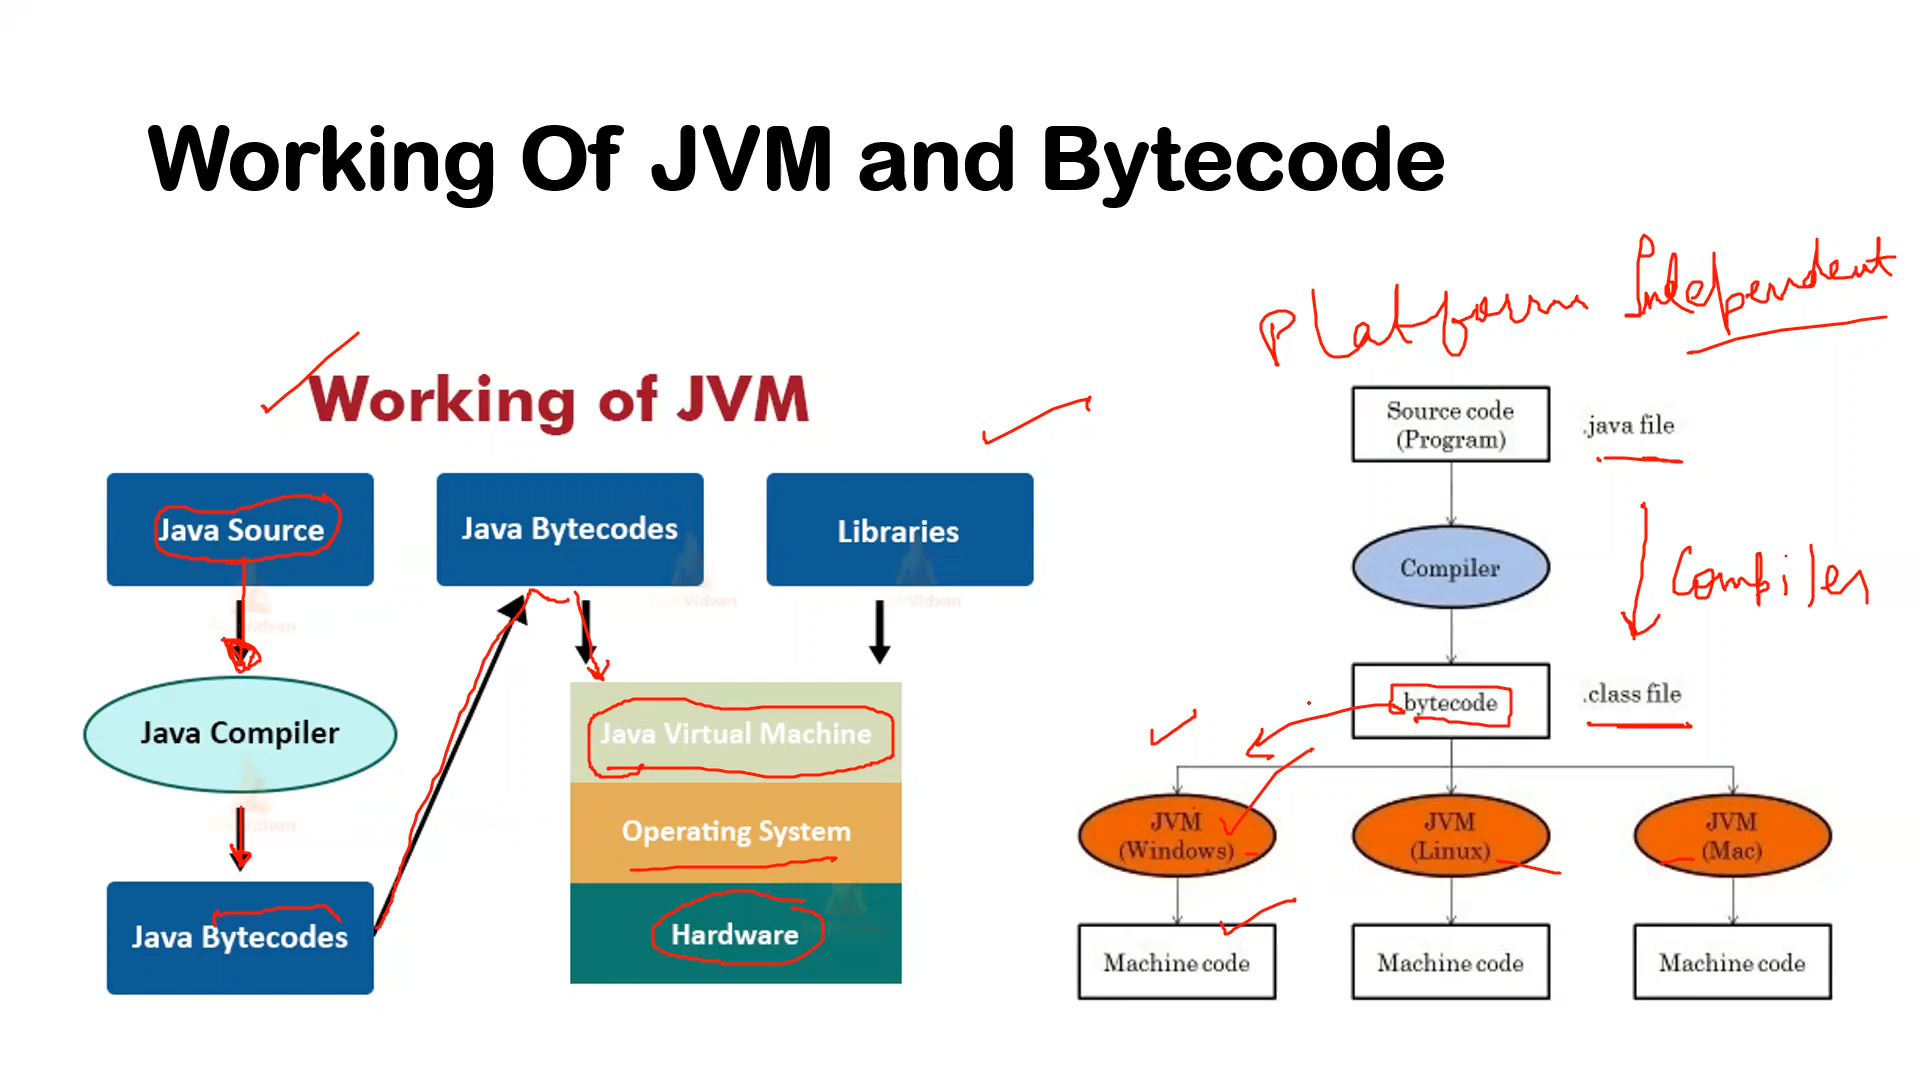 Working Of JVM and Bytecode
Platform Independent
Working of JVM
Java Source
Java Bytecodes
Libraries
Java Compiler
Java Virtual Machine
Operating System
Java Bytecodes
Hardware
Source code
(Program)
.java file
Compiler
Compiler
bytecode
.class file
JVM
(Windows)
JVM
(Linux)
JVM
(Mac)
Machine code
Machine code
Machine code